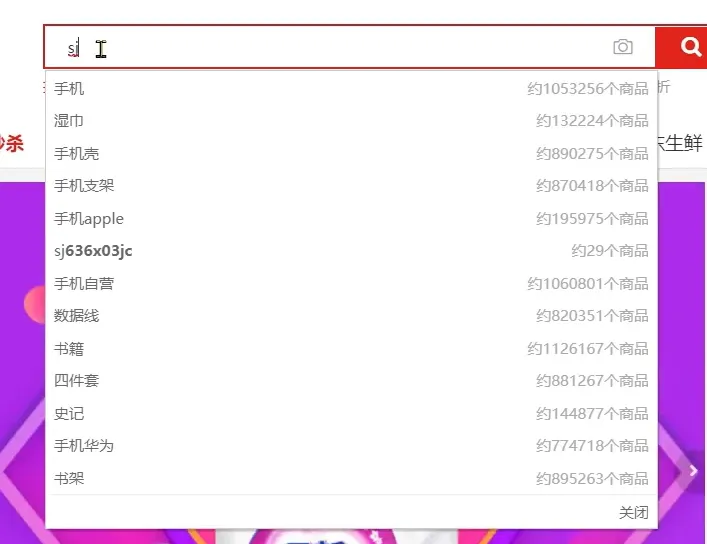 sj
手机 约1053256个商品
折
湿巾 约132224个商品
秒杀
东生鲜
手机壳 约890275个商品
手机支架 约870418个商品
手机apple 约195975个商品
sj636x03jc 约29个商品
手机自营 约1060801个商品
数据线 约820351个商品
书籍 约1126167个商品
四件套 约881267个商品
史记 约144877个商品
手机华为 约774718个商品
书架 约895263个商品
关闭